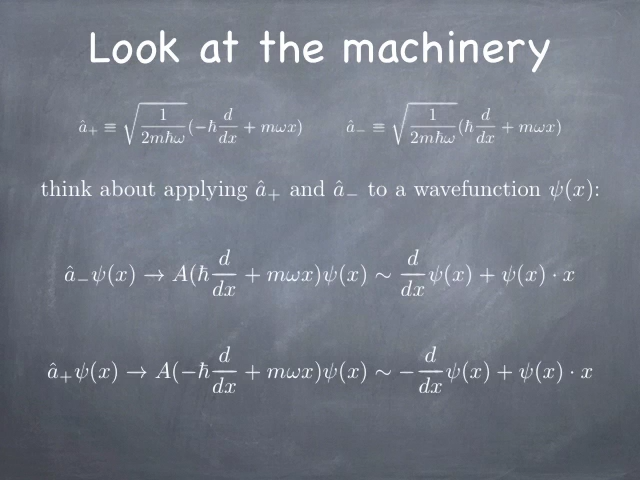 Look at the machinery
â₊ ≡ √(1/(2mħω)) (−ħ d/dx + mωx)    â₋ ≡ √(1/(2mħω)) (ħ d/dx + mωx)
think about applying â₊ and â₋ to a wavefunction ψ(x):
â₋ψ(x) → A(ħ d/dx + mωx)ψ(x) ∼ d/dx ψ(x) + ψ(x) · x
â₊ψ(x) → A(−ħ d/dx + mωx)ψ(x) ∼ − d/dx ψ(x) + ψ(x) · x